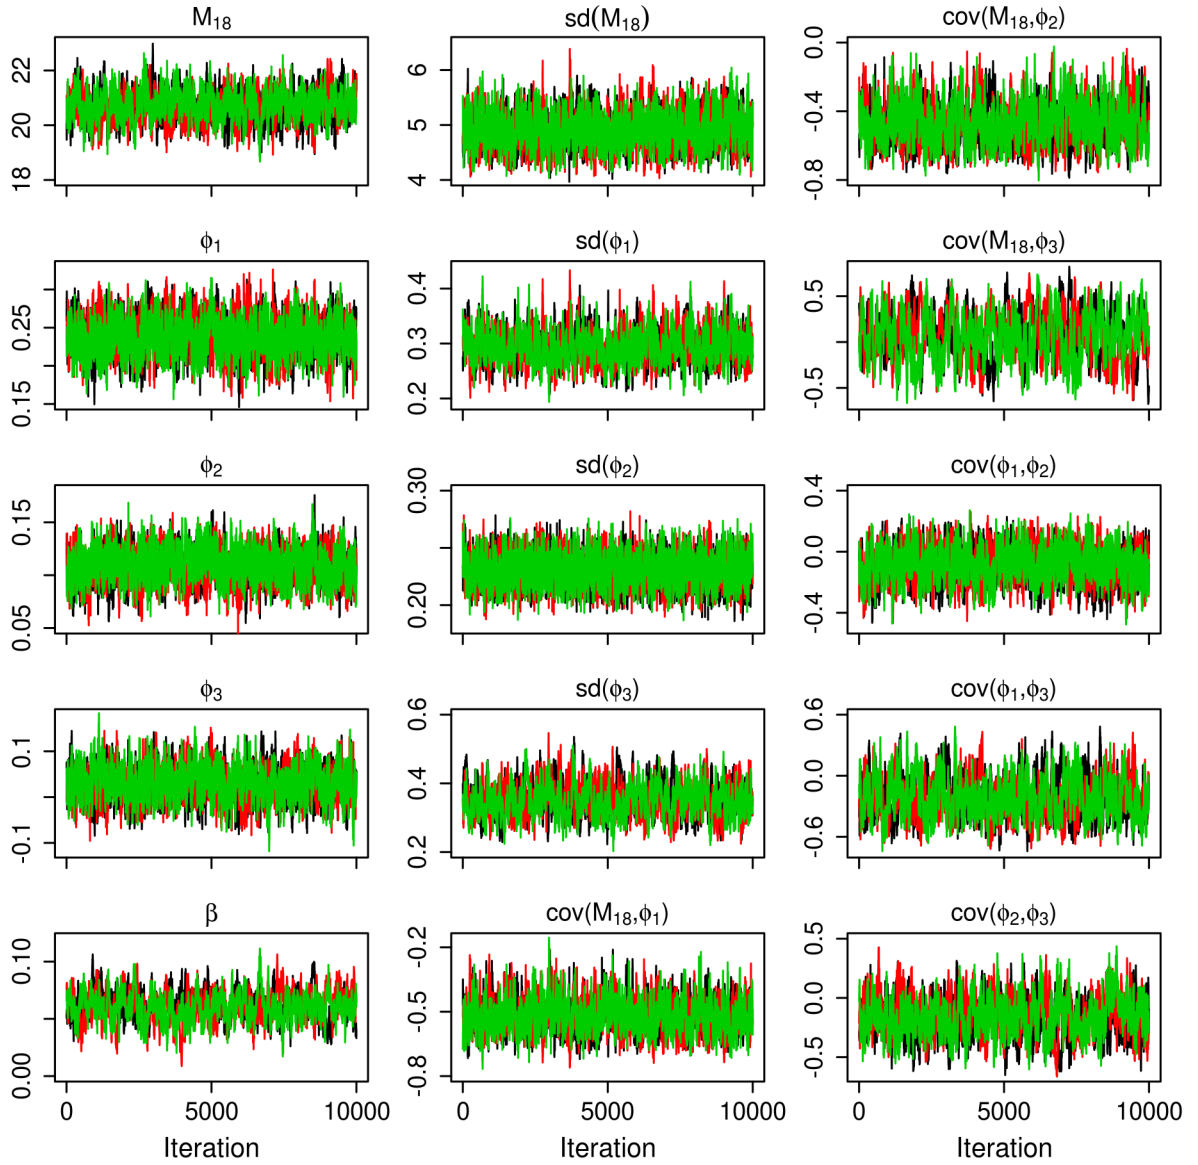 M₁₈
sd(M₁₈)
cov(M₁₈,ϕ₂)
18 20 22
4 5 6
-0.8 -0.4 0.0
ϕ₁
sd(ϕ₁)
cov(M₁₈,ϕ₃)
0.15 0.25
0.2 0.3 0.4
-0.5 0.5
ϕ₂
sd(ϕ₂)
cov(ϕ₁,ϕ₂)
0.05 0.15
0.20 0.30
-0.4 0.0 0.4
ϕ₃
sd(ϕ₃)
cov(ϕ₁,ϕ₃)
-0.1 0.1
0.2 0.4 0.6
-0.6 0.0 0.6
β
cov(M₁₈,ϕ₁)
cov(ϕ₂,ϕ₃)
0.00 0.10
-0.8 -0.5 -0.2
-0.5 0.0 0.5
0 5000 10000
0 5000 10000
0 5000 10000
Iteration
Iteration
Iteration